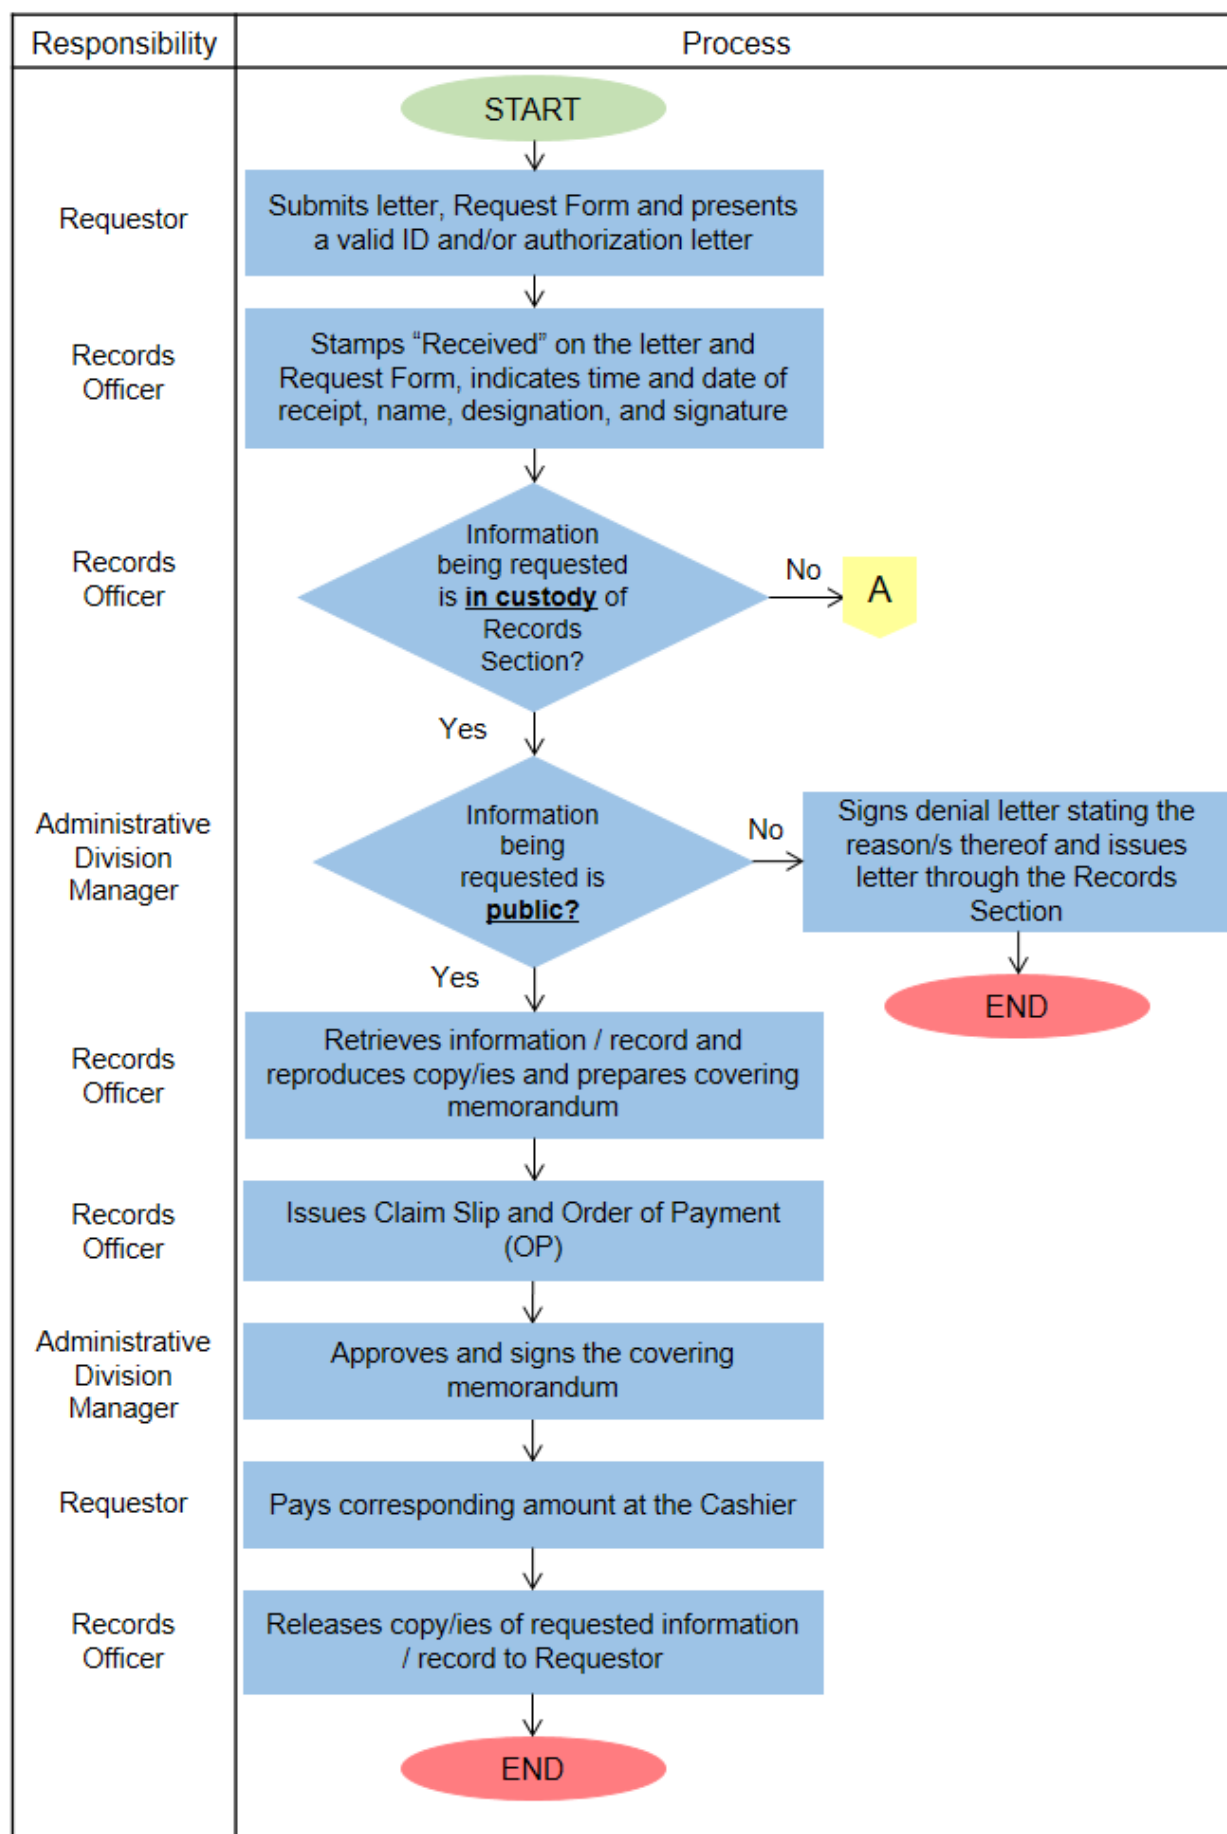 Responsibility
Process
START
Requestor
Submits letter, Request Form and presents
a valid ID and/or authorization letter
Records
Officer
Stamps “Received” on the letter and
Request Form, indicates time and date of
receipt, name, designation, and signature
Records
Officer
Information
being requested
is in custody of
Records
Section?
No
A
Yes
Administrative
Division
Manager
Information
being
requested is
public?
No
Signs denial letter stating the
reason/s thereof and issues
letter through the Records
Section
END
Yes
Records
Officer
Retrieves information / record and
reproduces copy/ies and prepares covering
memorandum
Records
Officer
Issues Claim Slip and Order of Payment
(OP)
Administrative
Division
Manager
Approves and signs the covering
memorandum
Requestor
Pays corresponding amount at the Cashier
Records
Officer
Releases copy/ies of requested information
/ record to Requestor
END